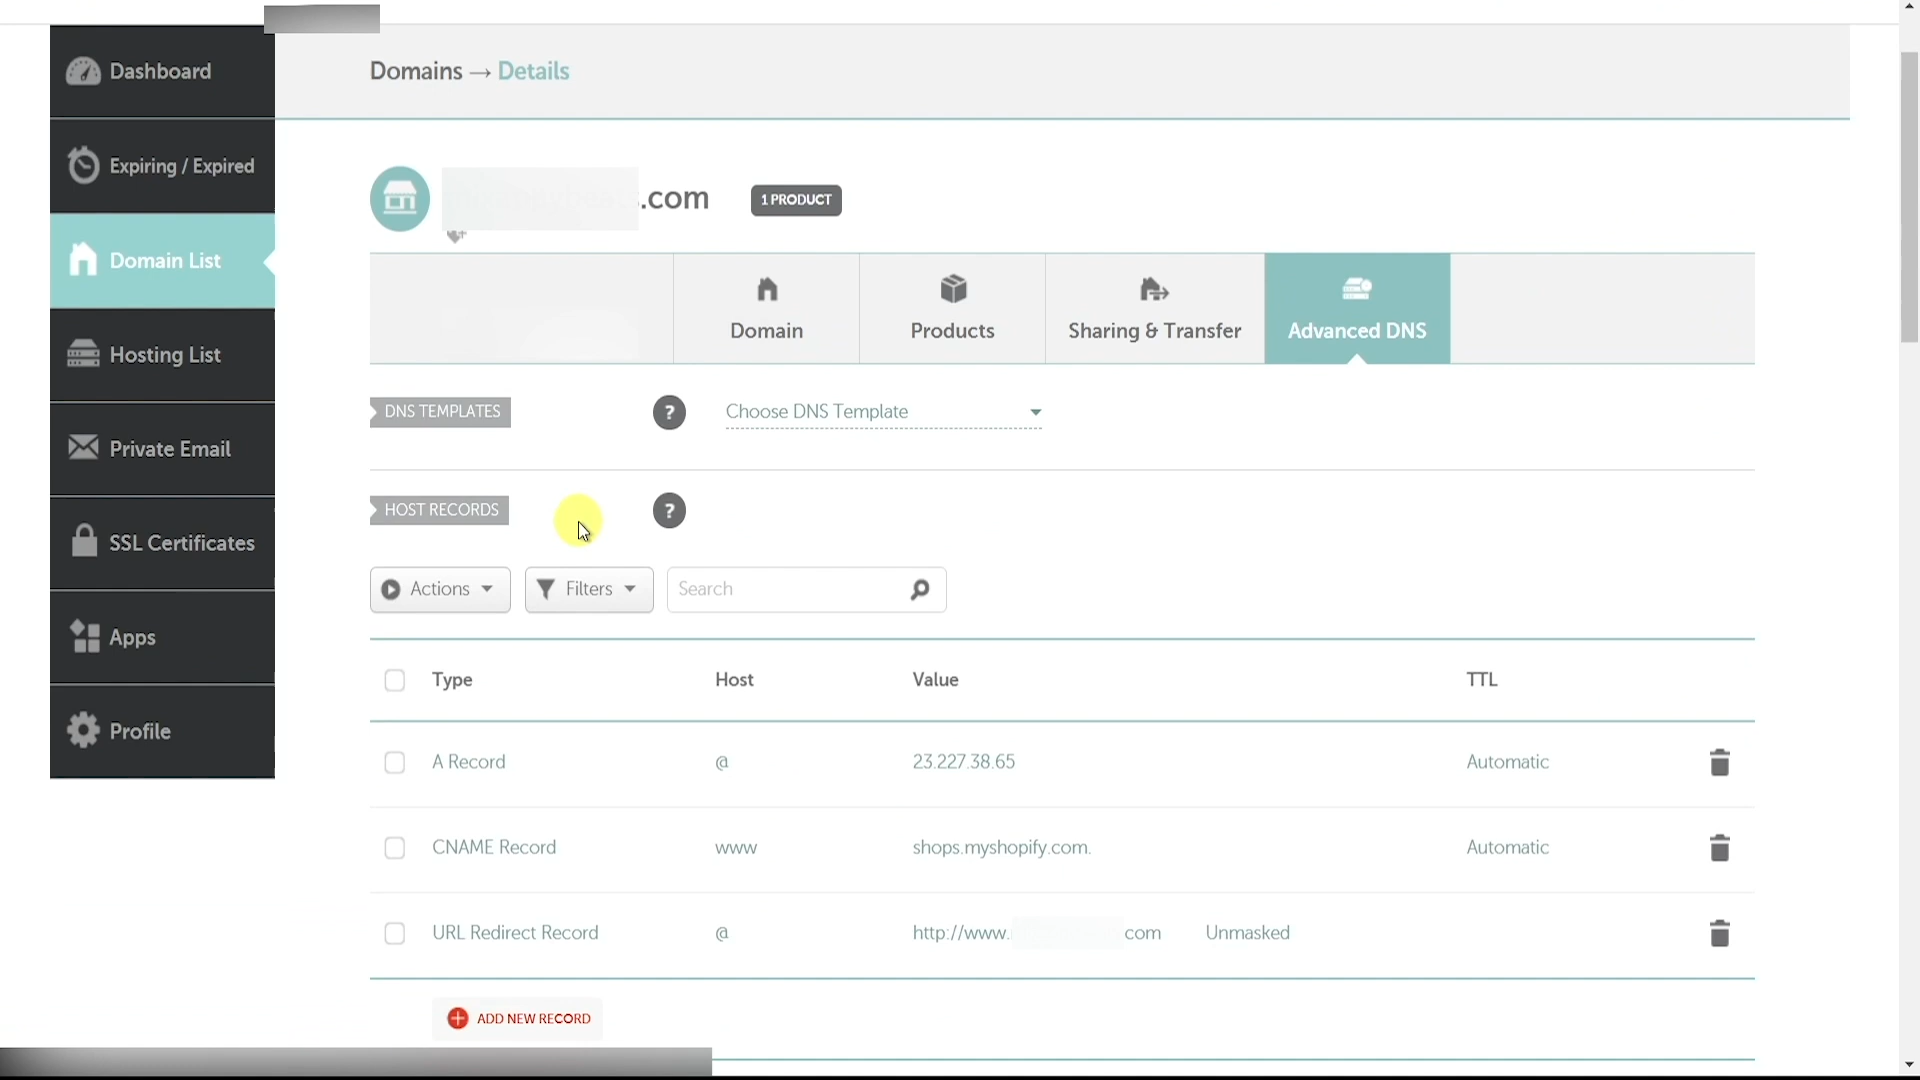 Dashboard
Expiring / Expired
Domain List
Hosting List
Private Email
SSL Certificates
Apps
Profile
Domains → Details
.com
1 PRODUCT
Domain
Products
Sharing & Transfer
Advanced DNS
DNS TEMPLATES
?
Choose DNS Template
HOST RECORDS
?
Actions
Filters
Search
Type Host Value TTL
A Record @ 23.227.38.65 Automatic
CNAME Record www shops.myshopify.com. Automatic
URL Redirect Record @ http://www. com Unmasked
ADD NEW RECORD